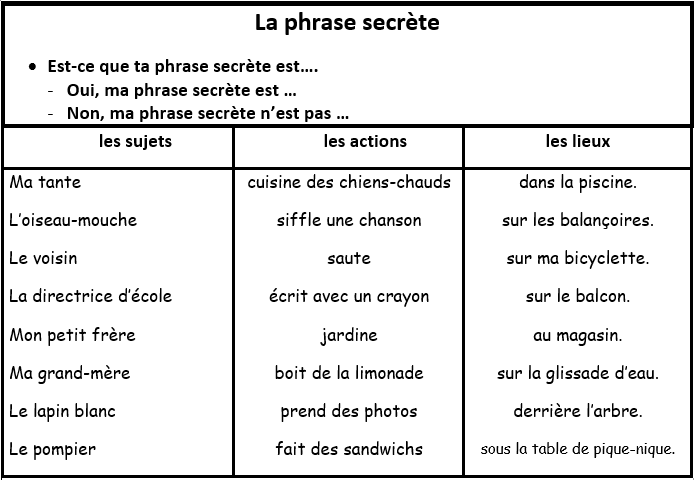 La phrase secrète
• Est-ce que ta phrase secrète est….
- Oui, ma phrase secrète est …
- Non, ma phrase secrète n’est pas …
les sujets les actions les lieux
Ma tante cuisine des chiens-chauds dans la piscine.
L’oiseau-mouche siffle une chanson sur les balançoires.
Le voisin saute sur ma bicyclette.
La directrice d’école écrit avec un crayon sur le balcon.
Mon petit frère jardine au magasin.
Ma grand-mère boit de la limonade sur la glissade d’eau.
Le lapin blanc prend des photos derrière l’arbre.
Le pompier fait des sandwichs sous la table de pique-nique.